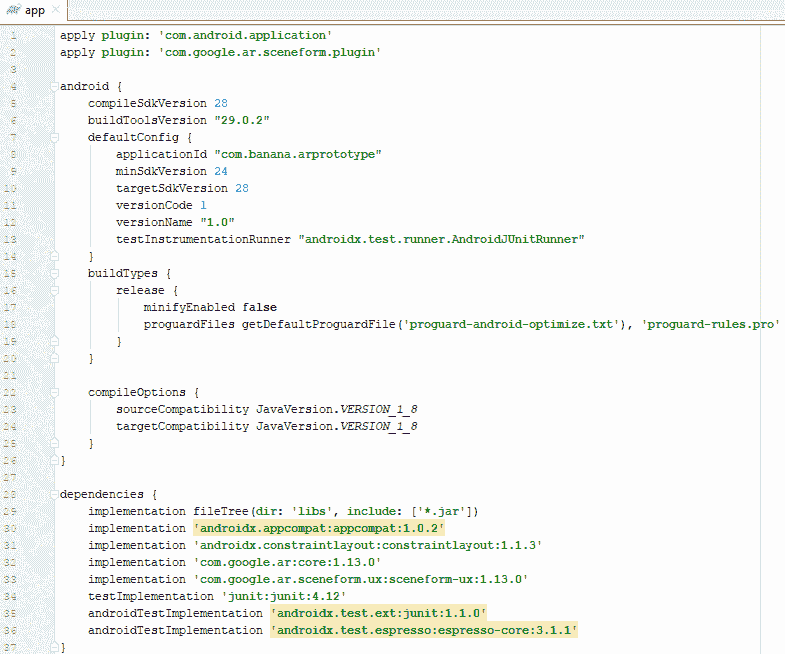 app
1 apply plugin: 'com.android.application'
2 apply plugin: 'com.google.ar.sceneform.plugin'
3
4 android {
5     compileSdkVersion 28
6     buildToolsVersion "29.0.2"
7     defaultConfig {
8         applicationId "com.banana.arprototype"
9         minSdkVersion 24
10         targetSdkVersion 28
11         versionCode 1
12         versionName "1.0"
13         testInstrumentationRunner "androidx.test.runner.AndroidJUnitRunner"
14     }
15     buildTypes {
16         release {
17             minifyEnabled false
18             proguardFiles getDefaultProguardFile('proguard-android-optimize.txt'), 'proguard-rules.pro'
19         }
20     }
21
22     compileOptions {
23         sourceCompatibility JavaVersion.VERSION_1_8
24         targetCompatibility JavaVersion.VERSION_1_8
25     }
26 }
27
28 dependencies {
29     implementation fileTree(dir: 'libs', include: ['*.jar'])
30     implementation 'androidx.appcompat:appcompat:1.0.2'
31     implementation 'androidx.constraintlayout:constraintlayout:1.1.3'
32     implementation 'com.google.ar:core:1.13.0'
33     implementation 'com.google.ar.sceneform.ux:sceneform-ux:1.13.0'
34     testImplementation 'junit:junit:4.12'
35     androidTestImplementation 'androidx.test.ext:junit:1.1.0'
36     androidTestImplementation 'androidx.test.espresso:espresso-core:3.1.1'
37 }